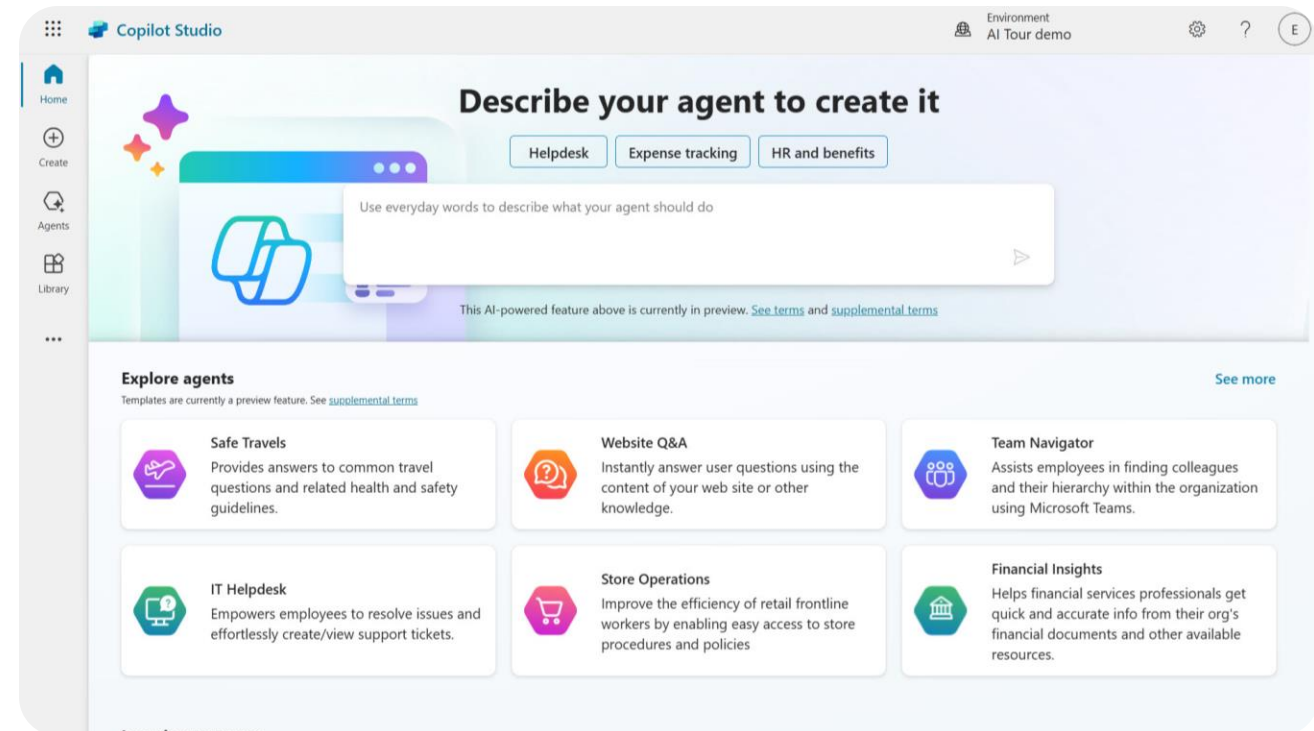 Copilot Studio
Environment
AI Tour demo
E
Home
Create
Agents
Library
Describe your agent to create it
Helpdesk
Expense tracking
HR and benefits
Use everyday words to describe what your agent should do
This AI-powered feature above is currently in preview. See terms and supplemental terms
Explore agents
See more
Templates are currently a preview feature. See supplemental terms
Safe Travels
Provides answers to common travel
questions and related health and safety
guidelines.
Website Q&A
Instantly answer user questions using the
content of your web site or other
knowledge.
Team Navigator
Assists employees in finding colleagues
and their hierarchy within the organization
using Microsoft Teams.
IT Helpdesk
Empowers employees to resolve issues and
effortlessly create/view support tickets.
Store Operations
Improve the efficiency of retail frontline
workers by enabling easy access to store
procedures and policies
Financial Insights
Helps financial services professionals get
quick and accurate info from their org's
financial documents and other available
resources.